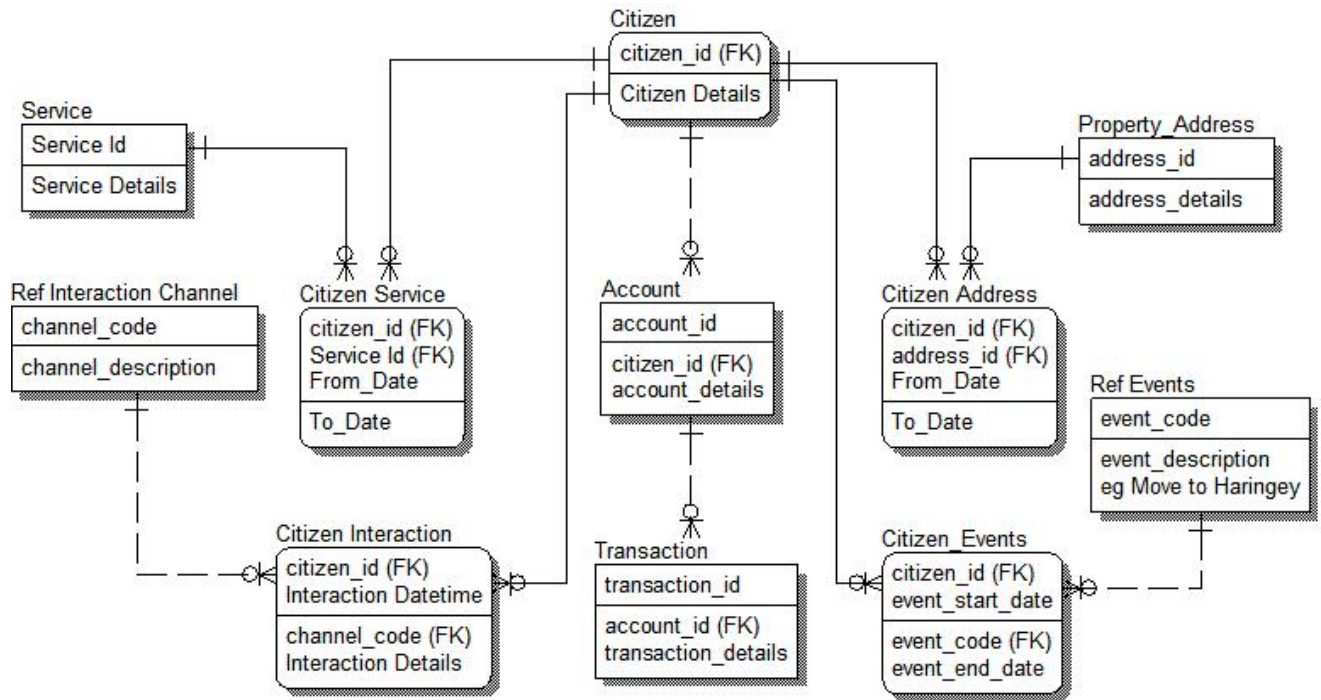 Citizen
citizen_id (FK)
Citizen Details
Service
Service Id
Service Details
Property_Address
address_id
address_details
Ref Interaction Channel
channel_code
channel_description
Citizen Service
citizen_id (FK)
Service Id (FK)
From_Date
To_Date
Account
account_id
citizen_id (FK)
account_details
Citizen Address
citizen_id (FK)
address_id (FK)
From_Date
To_Date
Ref Events
event_code
event_description
eg Move to Haringey
Citizen Interaction
citizen_id (FK)
Interaction Datetime
channel_code (FK)
Interaction Details
Transaction
transaction_id
account_id (FK)
transaction_details
Citizen_Events
citizen_id (FK)
event_start_date
event_code (FK)
event_end_date